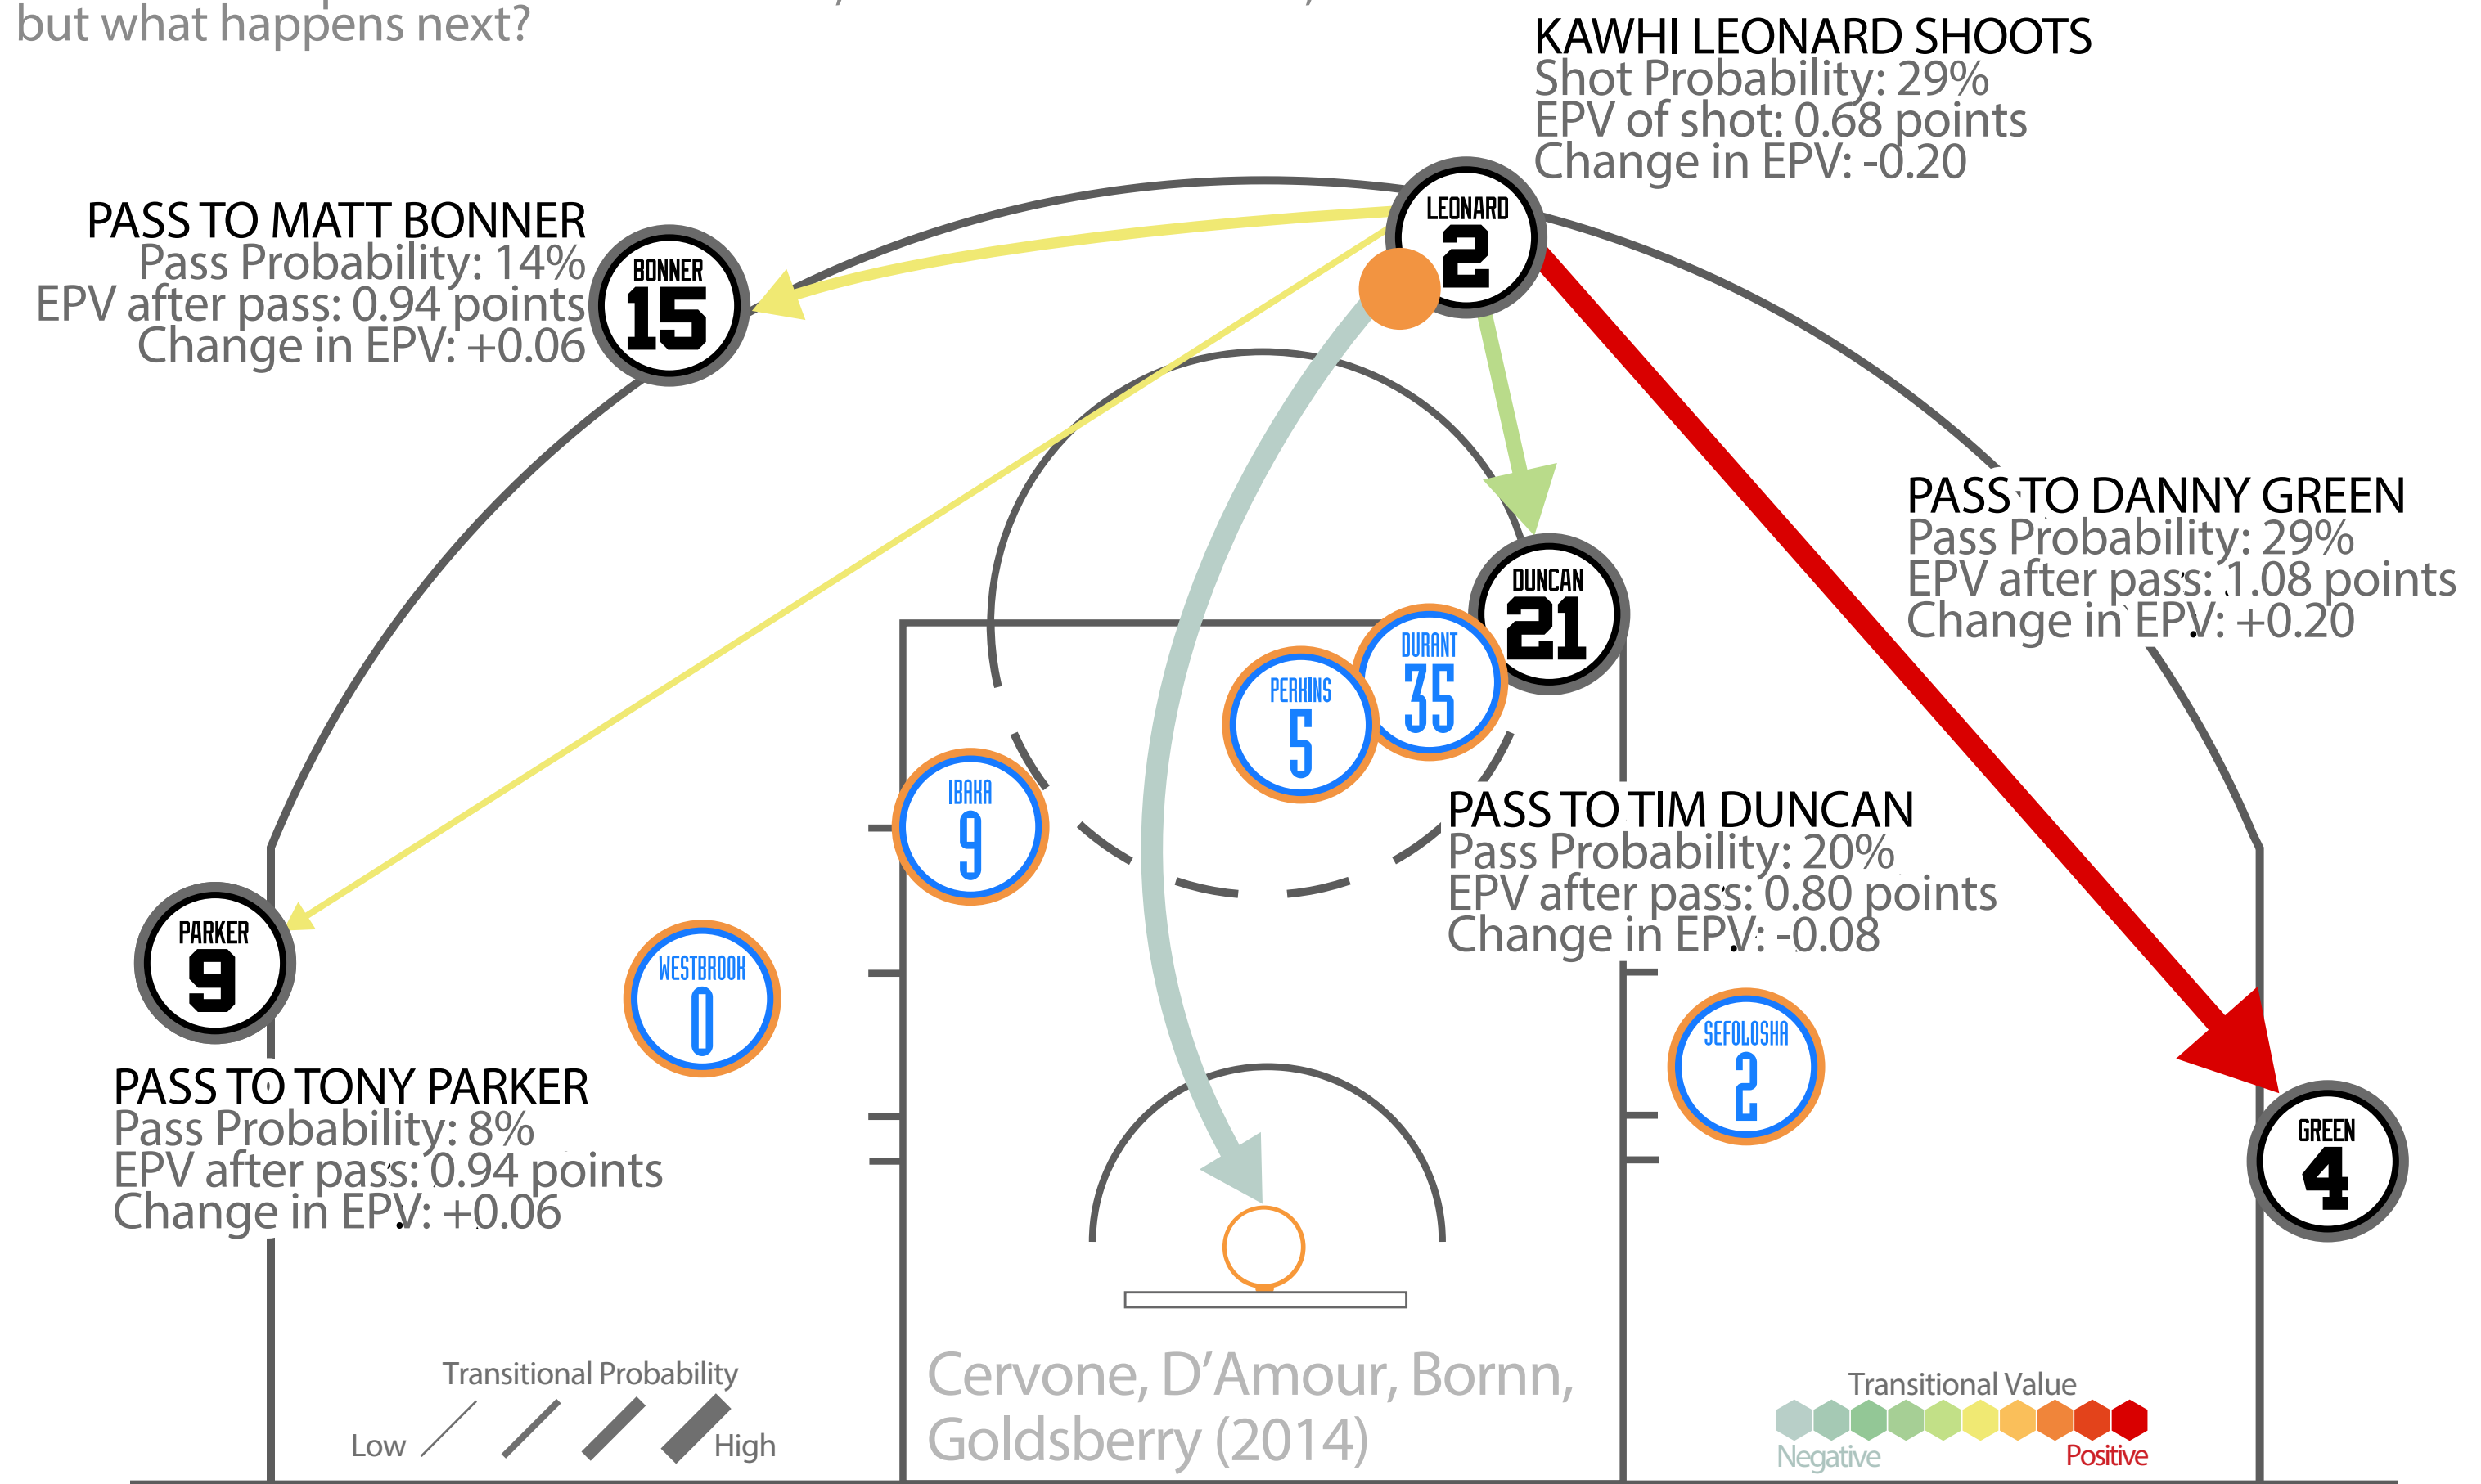 but what happens next?
KAWHI LEONARD SHOOTS
Shot Probability: 29%
EPV of shot: 0.68 points
Change in EPV: -0.20
PASS TO MATT BONNER
Pass Probability: 14%
EPV after pass: 0.94 points
Change in EPV: +0.06
BONNER
15
LEONARD
2
PASS TO DANNY GREEN
Pass Probability: 29%
EPV after pass: 1.08 points
Change in EPV: +0.20
DUNCAN
21
DURANT
35
PERKINS
5
IBAKA
9
PASS TO TIM DUNCAN
Pass Probability: 20%
EPV after pass: 0.80 points
Change in EPV: -0.08
PARKER
9
WESTBROOK
0
SEFOLOSHA
2
PASS TO TONY PARKER
Pass Probability: 8%
EPV after pass: 0.94 points
Change in EPV: +0.06
GREEN
4
Transitional Probability
Low
High
Cervone, D'Amour, Bornn,
Goldsberry (2014)
Transitional Value
Negative
Positive